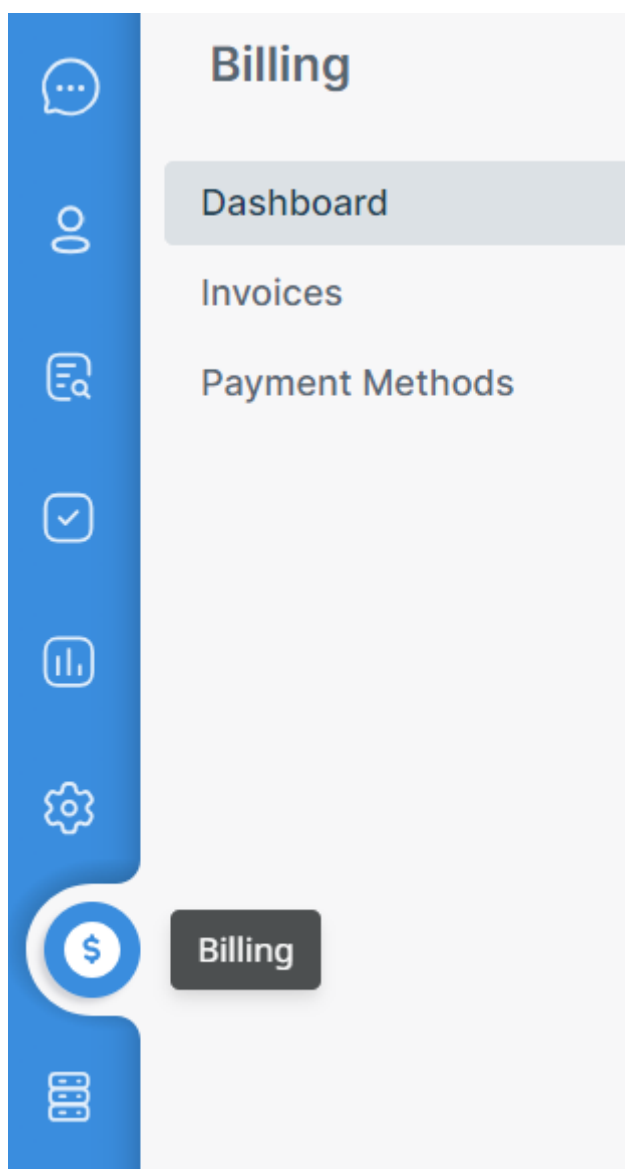 Billing
Dashboard
Invoices
Payment Methods
$
Billing